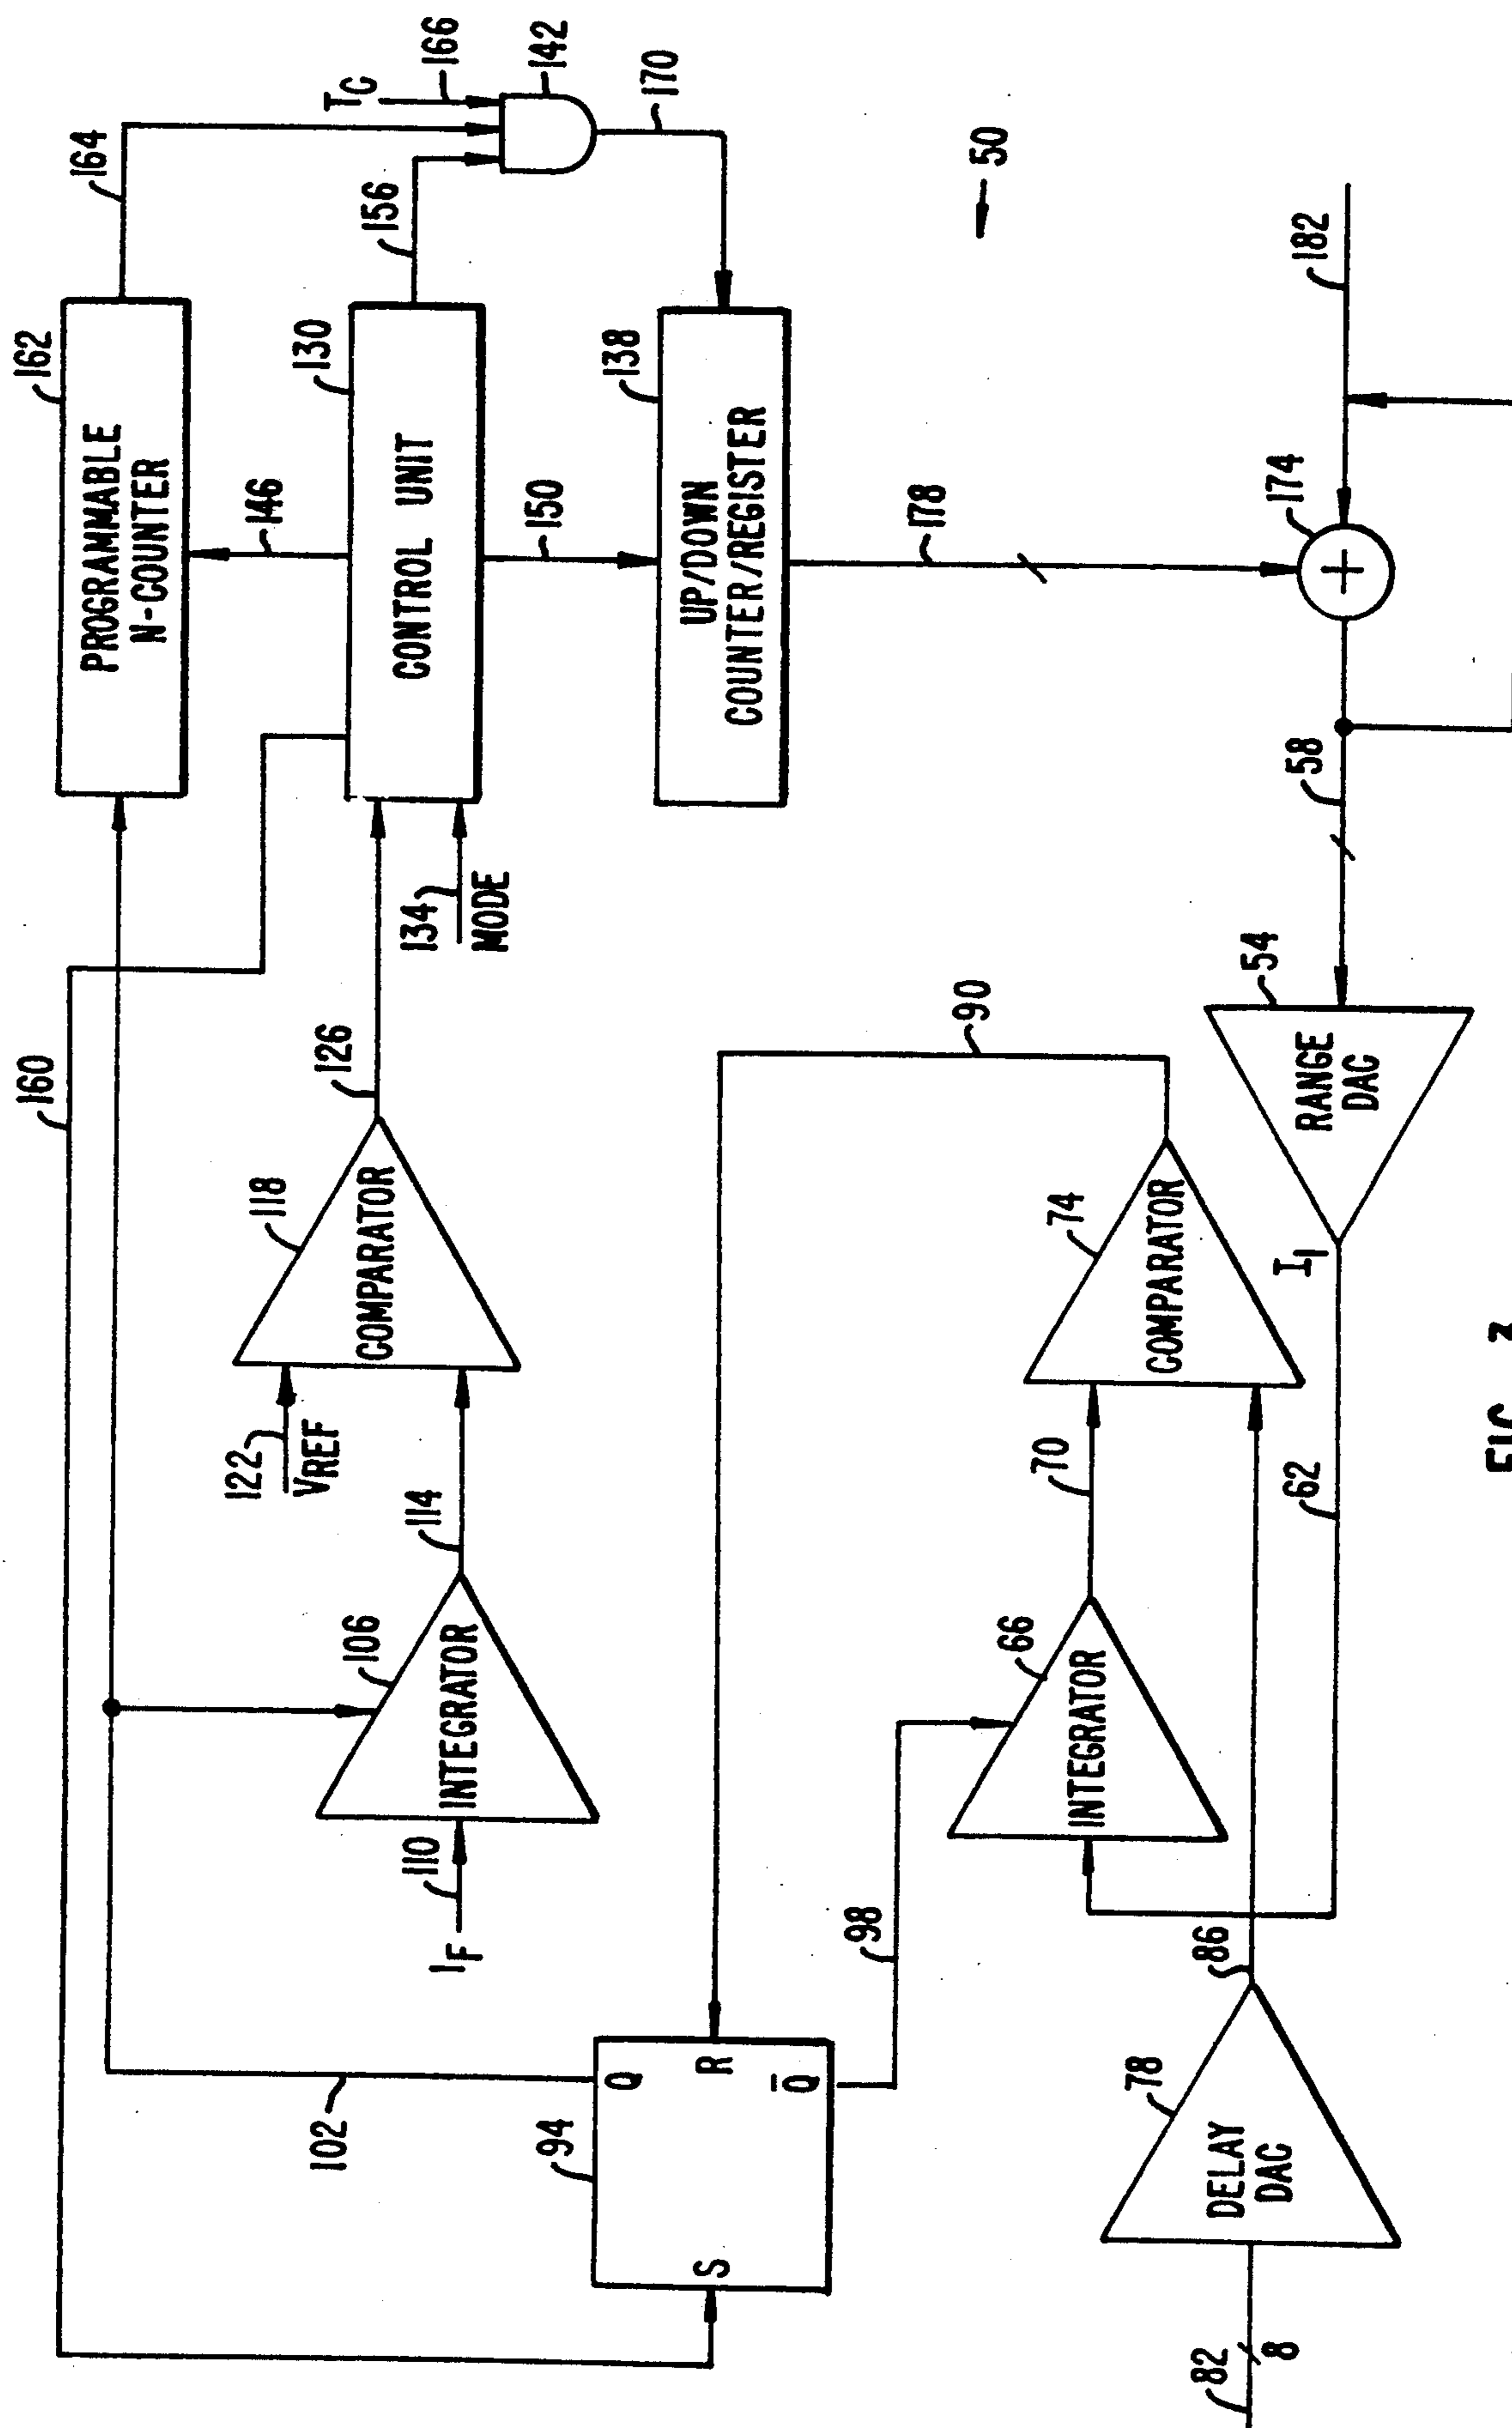 160
162
PROGRAMMABLE
N-COUNTER
164
TC
166
142
146
156
170
102
106
INTEGRATOR
IF
110
114
122
VREF
118
COMPARATOR
126
134
MODE
130
CONTROL UNIT
150
138
UP/DOWN
COUNTER/REGISTER
50
94
S
Q
R
Q̅
98
90
178
66
INTEGRATOR
70
74
COMPARATOR
82
8
78
DELAY
DAC
86
62
I1
54
RANGE
DAC
58
174
+
182